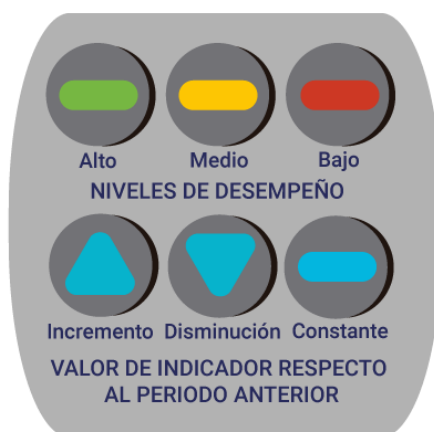 Alto Medio Bajo
NIVELES DE DESEMPEÑO
Incremento Disminución Constante
VALOR DE INDICADOR RESPECTO
AL PERIODO ANTERIOR